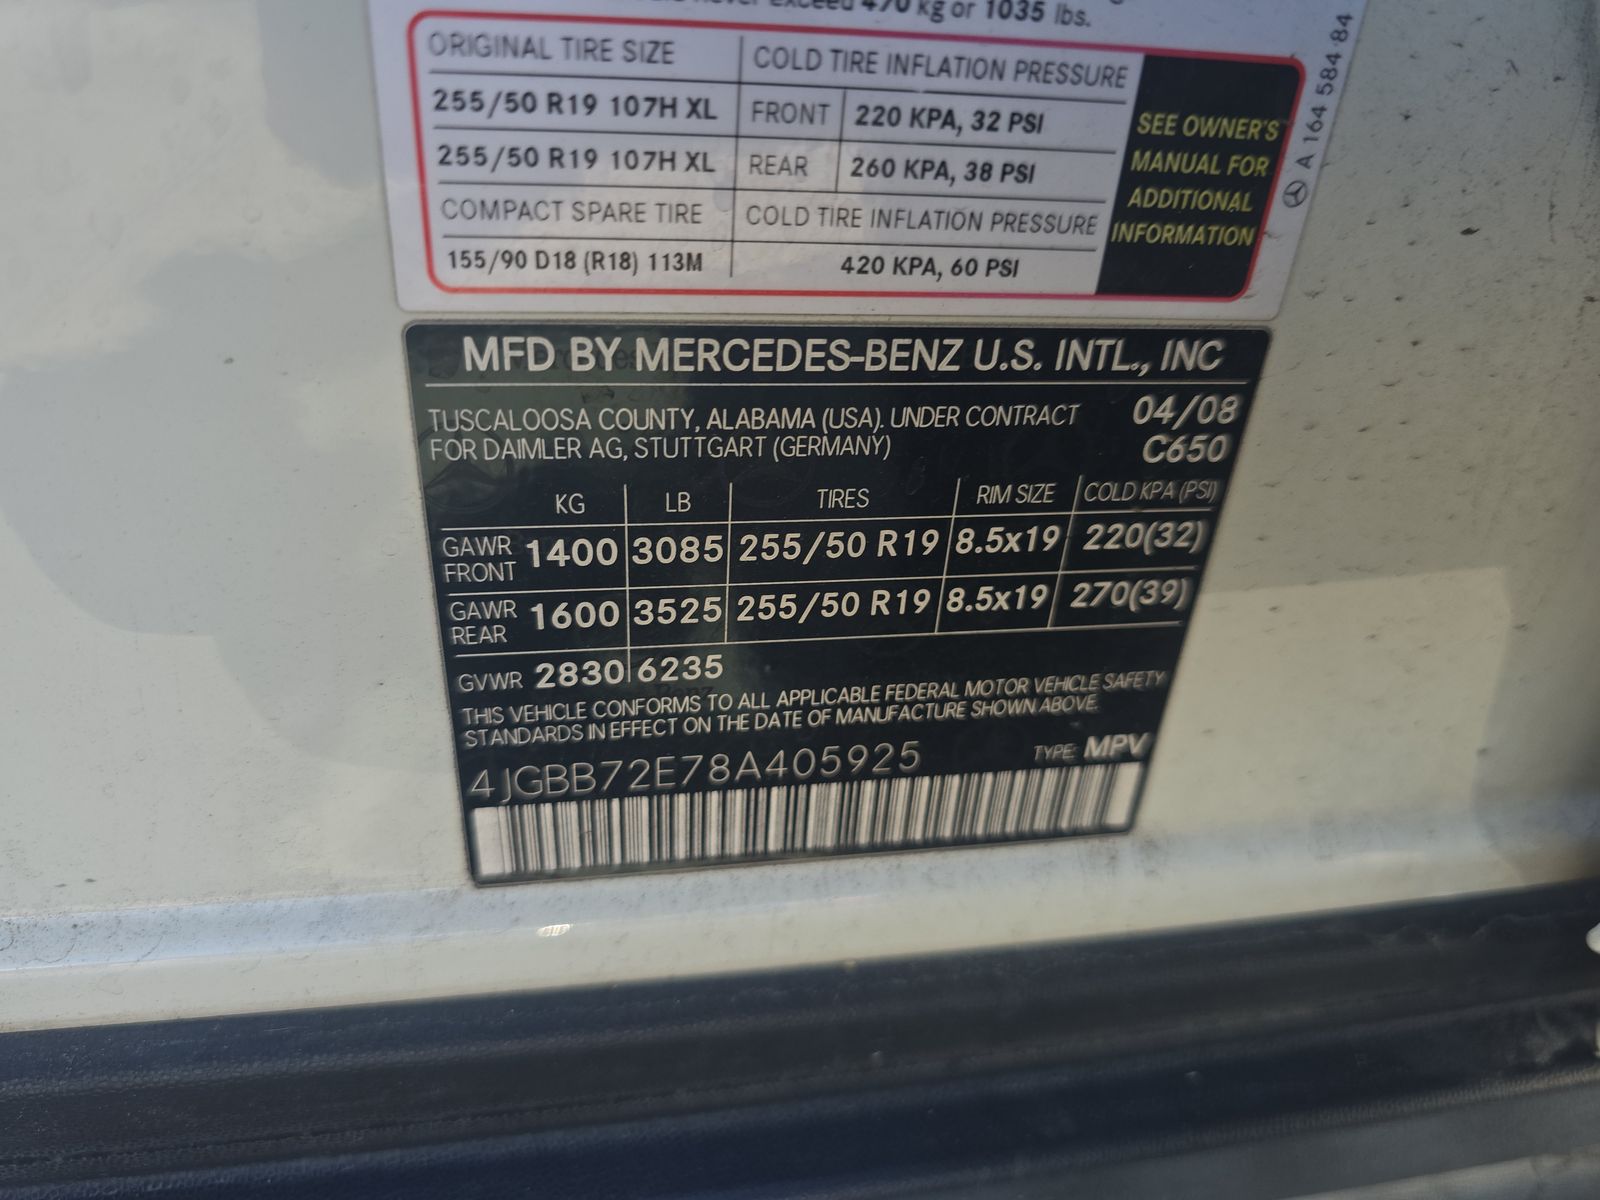 never exceed 470 kg or 1035 lbs.
ORIGINAL TIRE SIZE COLD TIRE INFLATION PRESSURE
255/50 R19 107H XL FRONT 220 KPA, 32 PSI
255/50 R19 107H XL REAR 260 KPA, 38 PSI
COMPACT SPARE TIRE COLD TIRE INFLATION PRESSURE
155/90 D18 (R18) 113M 420 KPA, 60 PSI
SEE OWNER'S
MANUAL FOR
ADDITIONAL
INFORMATION
A 164 584 84
MFD BY MERCEDES-BENZ U.S. INTL., INC
TUSCALOOSA COUNTY, ALABAMA (USA). UNDER CONTRACT 04/08
FOR DAIMLER AG, STUTTGART (GERMANY) C650
KG LB TIRES RIM SIZE COLD KPA (PSI)
GAWR FRONT 1400 3085 255/50 R19 8.5x19 220(32)
GAWR REAR 1600 3525 255/50 R19 8.5x19 270(39)
GVWR 2830 6235
THIS VEHICLE CONFORMS TO ALL APPLICABLE FEDERAL MOTOR VEHICLE SAFETY
STANDARDS IN EFFECT ON THE DATE OF MANUFACTURE SHOWN ABOVE.
4JGBB72E78A405925 TYPE: MPV